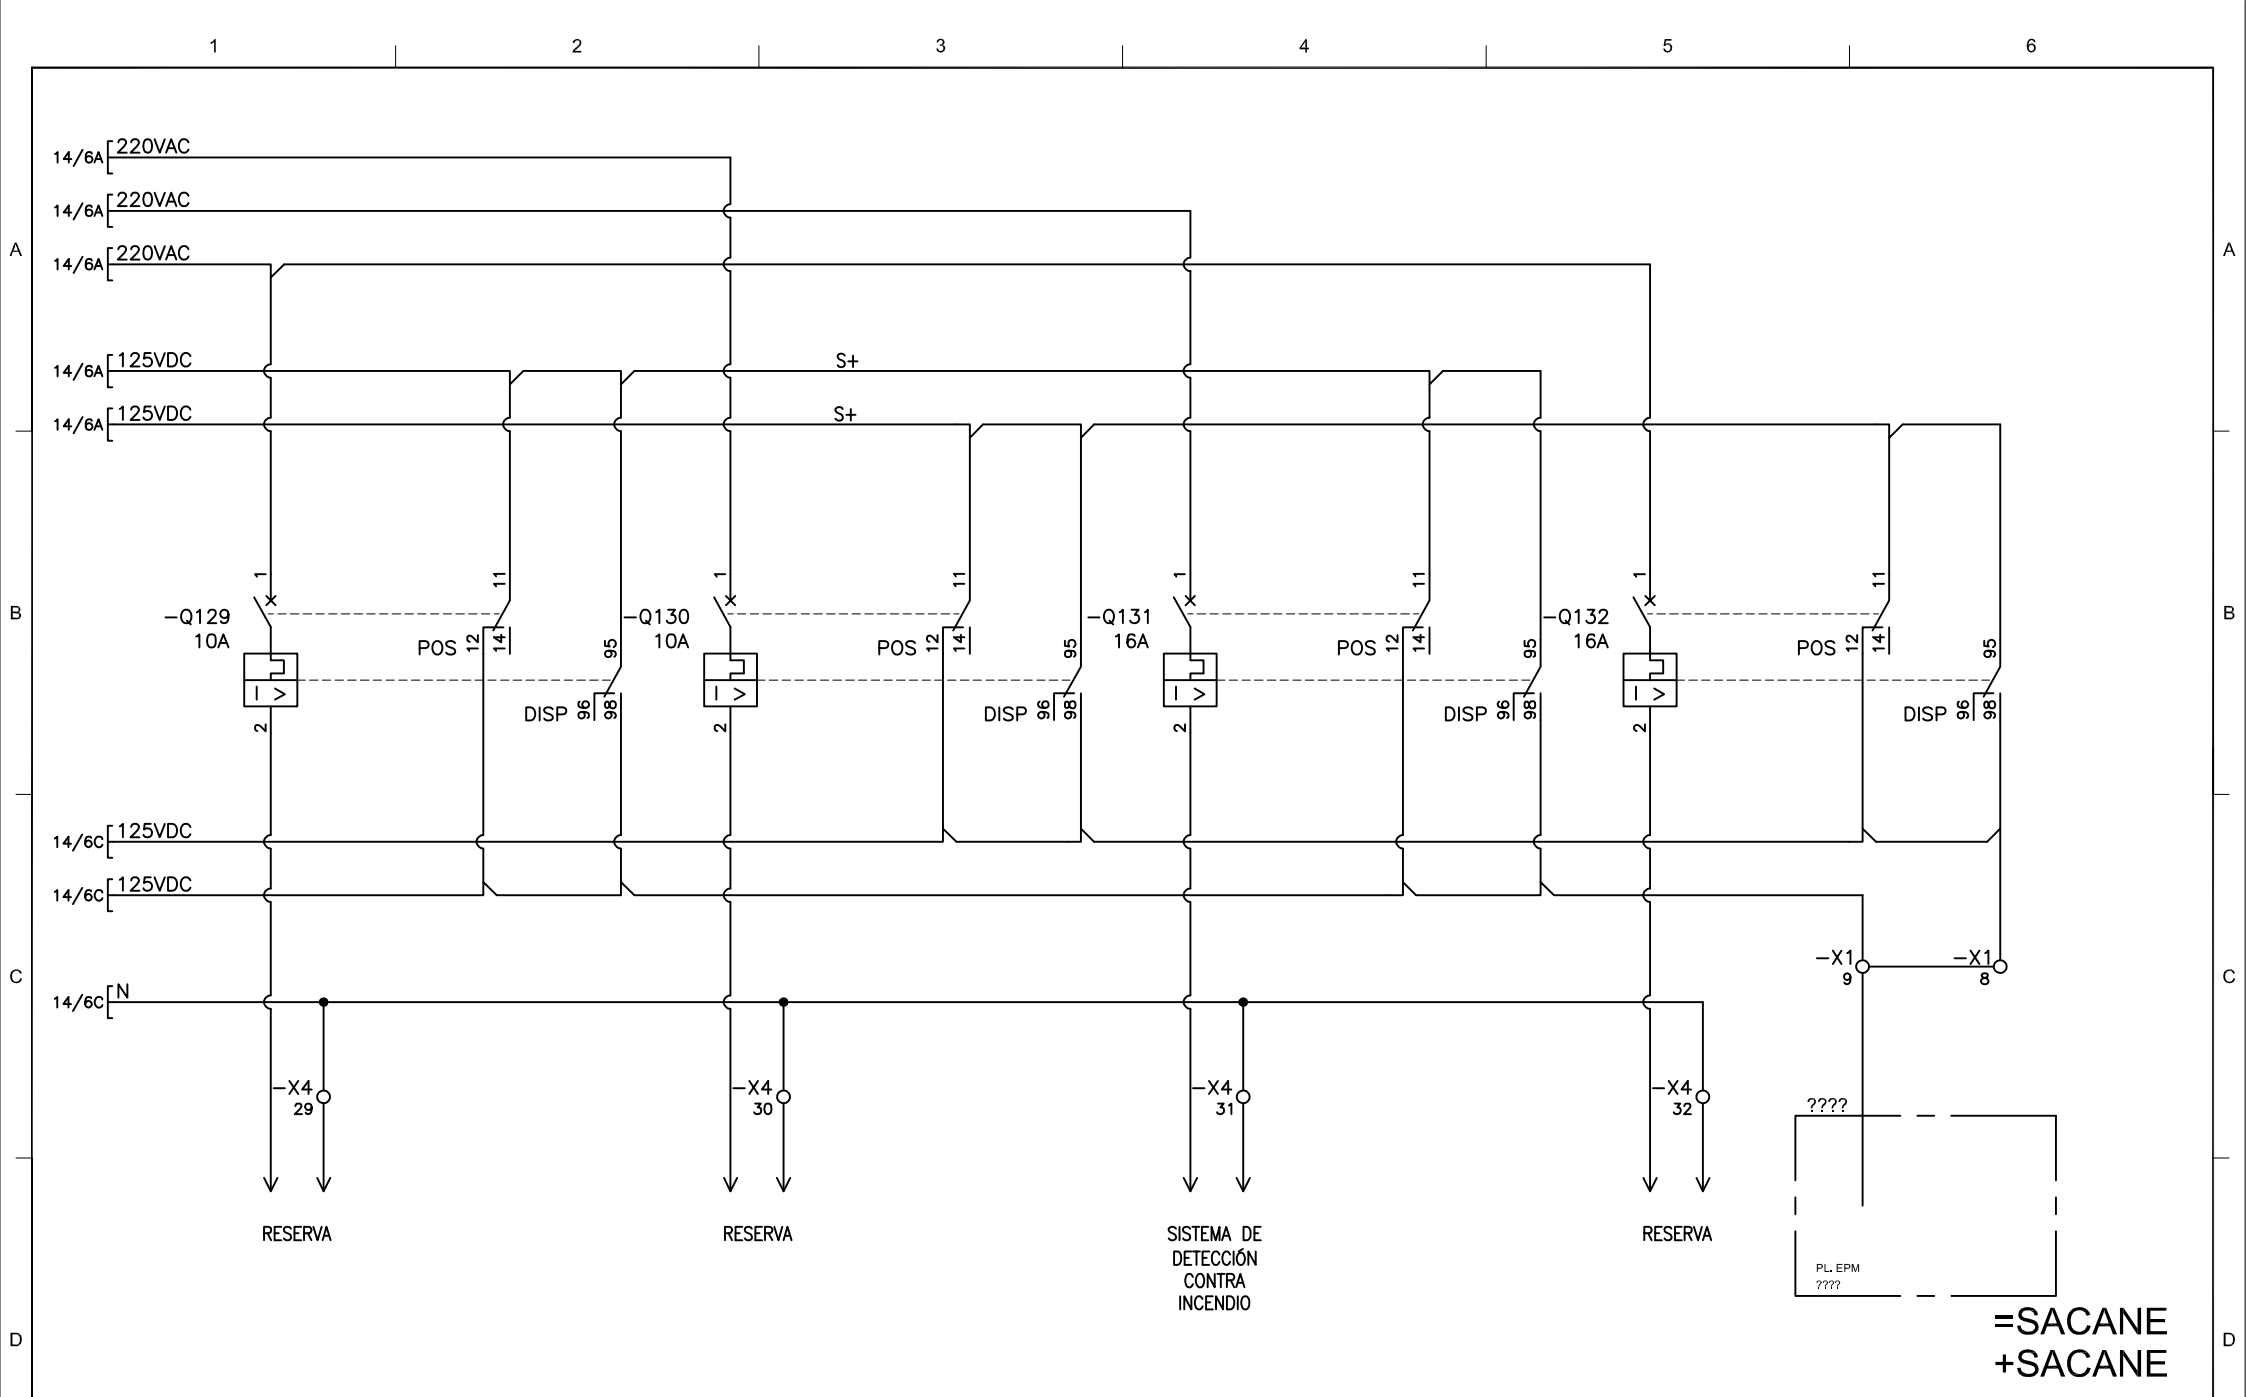 1 2 3 4 5 6
14/6A 220VAC
14/6A 220VAC
A 14/6A 220VAC A
14/6A 125VDC S+
14/6A 125VDC S+
1 11 1 11 1 11 1 11
B -Q129 -Q130 -Q131 -Q132 B
10A 10A 16A 16A
POS 12 14 95 POS 12 14 95 POS 12 14 95 POS 12 14 95
I > I > I > I >
DISP 96 98 DISP 96 98 DISP 96 98 DISP 96 98
2 2 2 2
14/6C 125VDC
14/6C 125VDC
-X1 -X1
9 8
C C
14/6C N
-X4 -X4 -X4 -X4
29 30 31 32
????
RESERVA RESERVA SISTEMA DE RESERVA
DETECCIÓN
CONTRA
INCENDIO
PL. EPM
????
=SACANE
D D
+SACANE